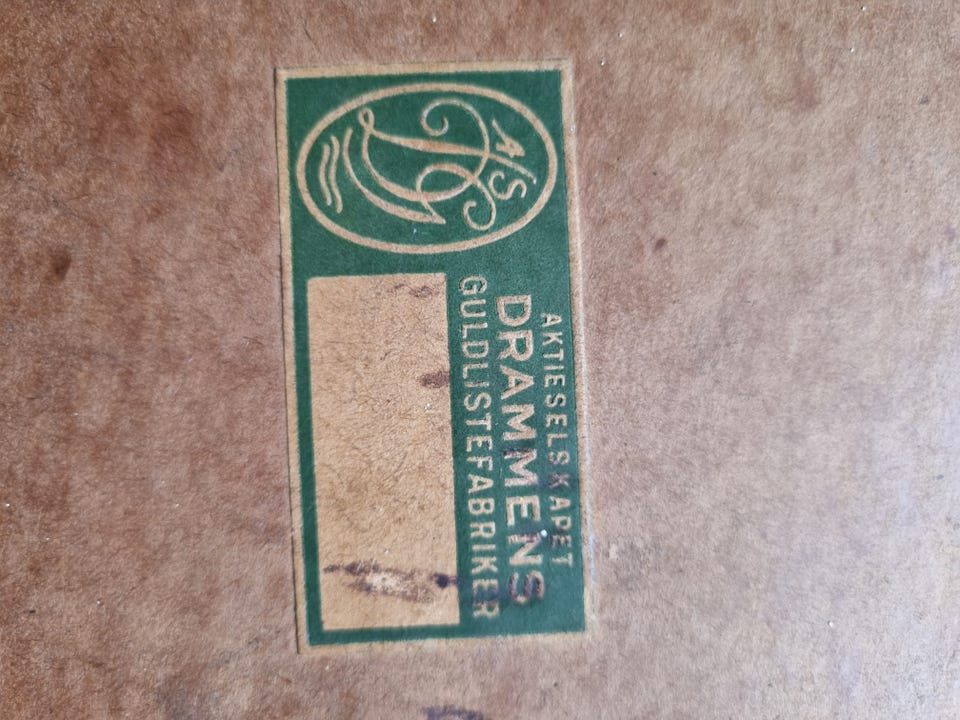 A/S
AKTIESELSKAPET
DRAMMENS
GULDLISTEFABRIKER